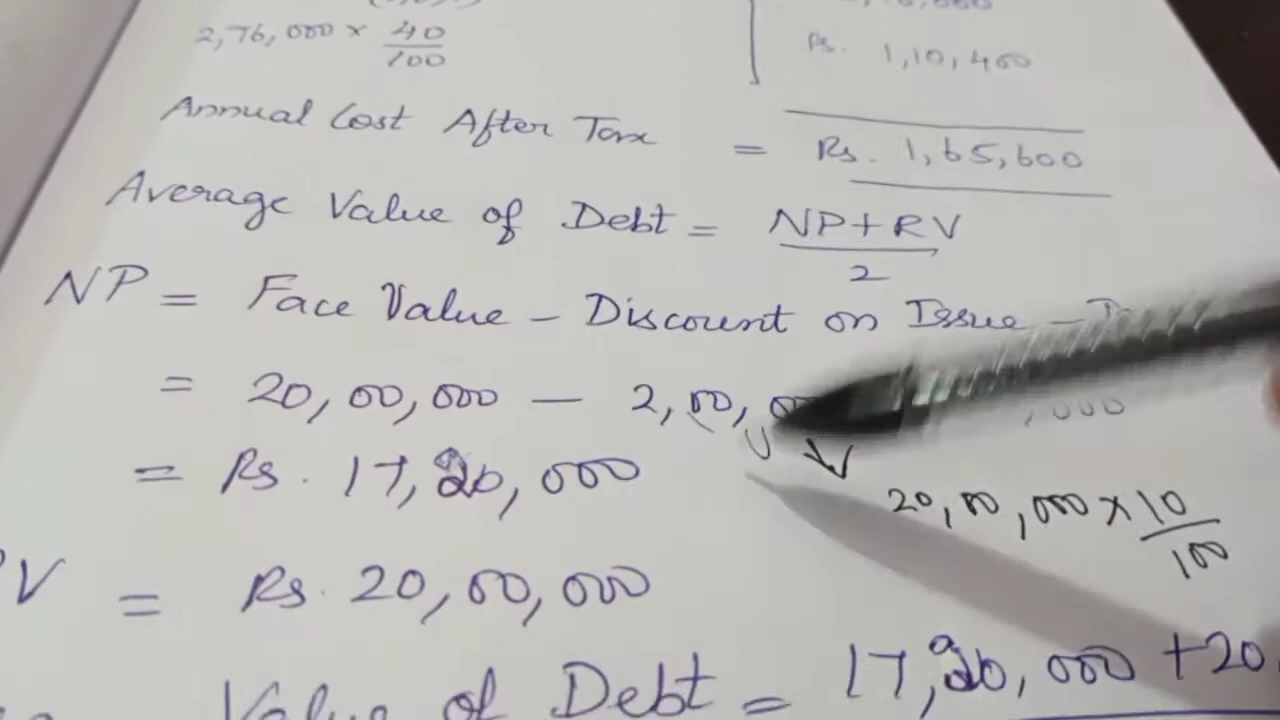 2,76,000 × 40/100
Rs. 1,10,400
Annual Cost After Tax = Rs. 1,65,600
Average Value of Debt = NP+RV/2
NP = Face Value - Discount on Issue -
= 20,00,000 - 2,00,
= Rs. 17,20,000
20,00,000 × 10/100
V = Rs. 20,00,000
Value of Debt = 17,20,000 + 20,